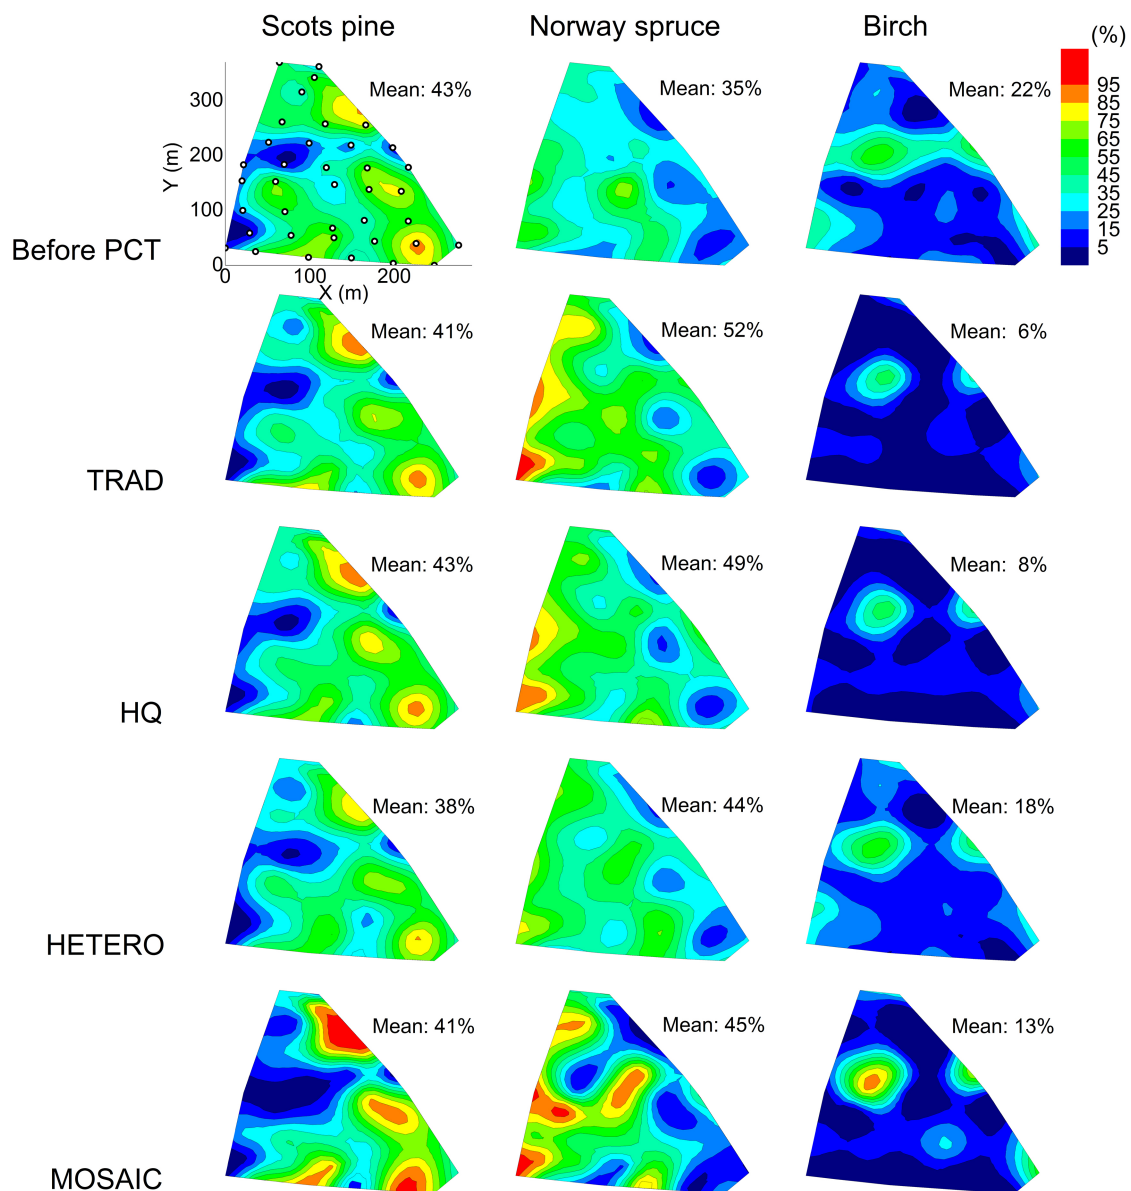 Scots pine Norway spruce Birch
(%)
Mean: 43% Mean: 35% Mean: 22%
95
85
75
65
55
45
35
25
15
5
300
200
100
0
Y (m)
0 100 200
X (m)
Before PCT
Mean: 41% Mean: 52% Mean: 6%
TRAD
Mean: 43% Mean: 49% Mean: 8%
HQ
Mean: 38% Mean: 44% Mean: 18%
HETERO
Mean: 41% Mean: 45% Mean: 13%
MOSAIC